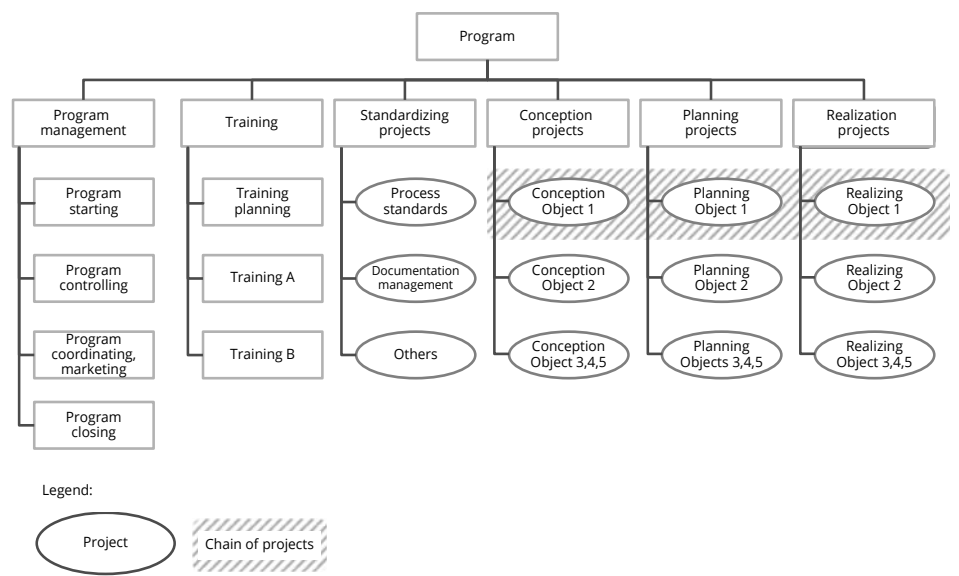 Program
Program
management
Training
Standardizing
projects
Conception
projects
Planning
projects
Realization
projects
Program
starting
Training
planning
Process
standards
Conception
Object 1
Planning
Object 1
Realizing
Object 1
Program
controlling
Training A
Documentation
management
Conception
Object 2
Planning
Object 2
Realizing
Object 2
Program
coordinating,
marketing
Training B
Others
Conception
Object 3,4,5
Planning
Objects 3,4,5
Realizing
Object 3,4,5
Program
closing
Legend:
Project
Chain of projects